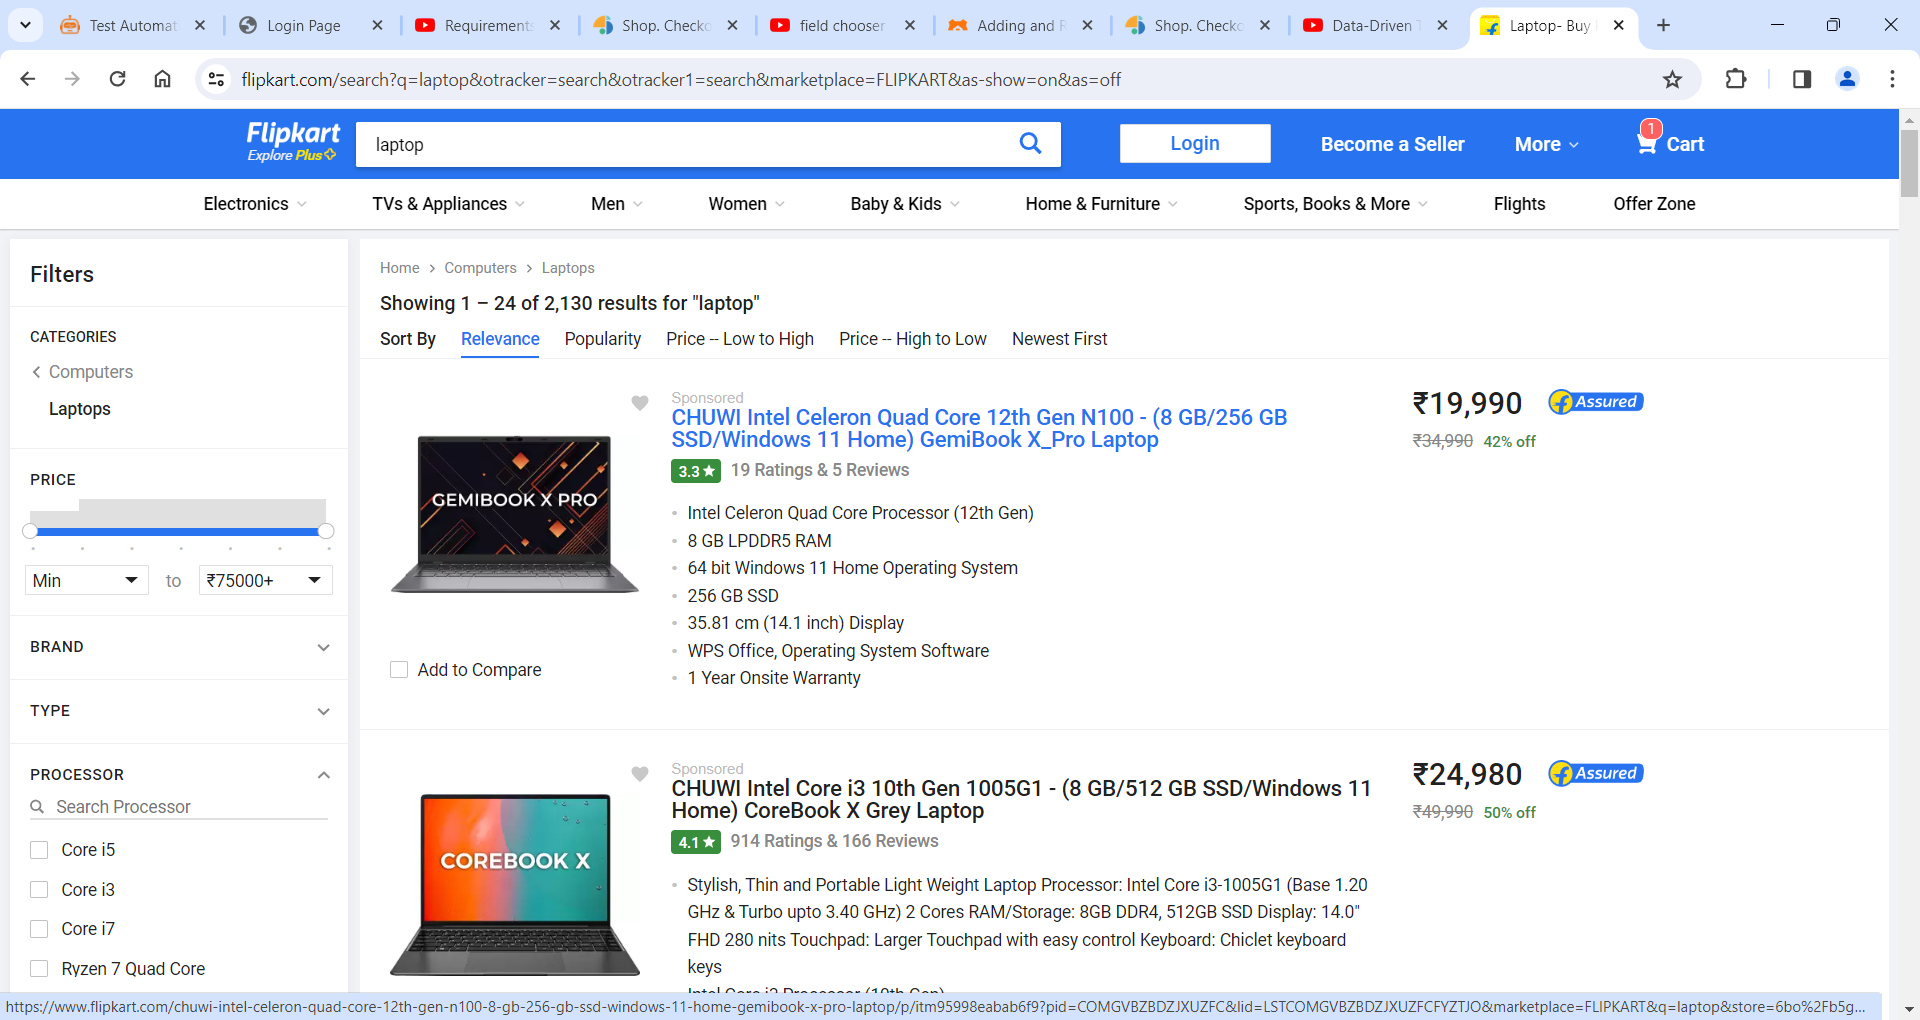 Test Automat
Login Page
Requirements
Shop. Checko
field chooser
Adding and R
Shop. Checko
Data-Driven T
Laptop- Buy
flipkart.com/search?q=laptop&otracker=search&otracker1=search&marketplace=FLIPKART&as-show=on&as=off
Flipkart
Explore Plus
laptop
Login
Become a Seller
More
1
Cart
Electronics
TVs & Appliances
Men
Women
Baby & Kids
Home & Furniture
Sports, Books & More
Flights
Offer Zone
Filters
CATEGORIES
Computers
Laptops
PRICE
Min
to
₹75000+
BRAND
TYPE
PROCESSOR
Search Processor
Core i5
Core i3
Core i7
Ryzen 7 Quad Core
Home > Computers > Laptops
Showing 1 – 24 of 2,130 results for "laptop"
Sort By
Relevance
Popularity
Price -- Low to High
Price -- High to Low
Newest First
GEMIBOOK X PRO
Add to Compare
Sponsored
CHUWI Intel Celeron Quad Core 12th Gen N100 - (8 GB/256 GB
SSD/Windows 11 Home) GemiBook X_Pro Laptop
3.3★ 19 Ratings & 5 Reviews
Intel Celeron Quad Core Processor (12th Gen)
8 GB LPDDR5 RAM
64 bit Windows 11 Home Operating System
256 GB SSD
35.81 cm (14.1 inch) Display
WPS Office, Operating System Software
1 Year Onsite Warranty
₹19,990
Assured
₹34,990 42% off
COREBOOK X
Sponsored
CHUWI Intel Core i3 10th Gen 1005G1 - (8 GB/512 GB SSD/Windows 11
Home) CoreBook X Grey Laptop
4.1★ 914 Ratings & 166 Reviews
Stylish, Thin and Portable Light Weight Laptop Processor: Intel Core i3-1005G1 (Base 1.20
GHz & Turbo upto 3.40 GHz) 2 Cores RAM/Storage: 8GB DDR4, 512GB SSD Display: 14.0"
FHD 280 nits Touchpad: Larger Touchpad with easy control Keyboard: Chiclet keyboard
keys
Intel Core i3 Processor (10th Gen)
₹24,980
Assured
₹49,990 50% off
https://www.flipkart.com/chuwi-intel-celeron-quad-core-12th-gen-n100-8-gb-256-gb-ssd-windows-11-home-gemibook-x-pro-laptop/p/itm95998eabab6f9?pid=COMGVBZBDZJXUZFC&lid=LSTCOMGVBZBDZJXUZFCFYZTJO&marketplace=FLIPKART&q=laptop&store=6bo%2Fb5g...